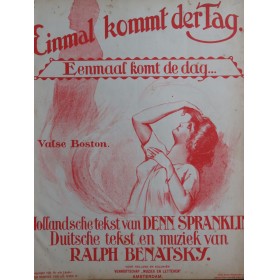 Einmal kommt der Tag.
Eenmaal komt de dag...
Valse Boston.
Hollandsche tekst van DENN SPRANKLIN
Duitsche tekst en muziek van
RALPH BENATSKY.
AMSTERDAM